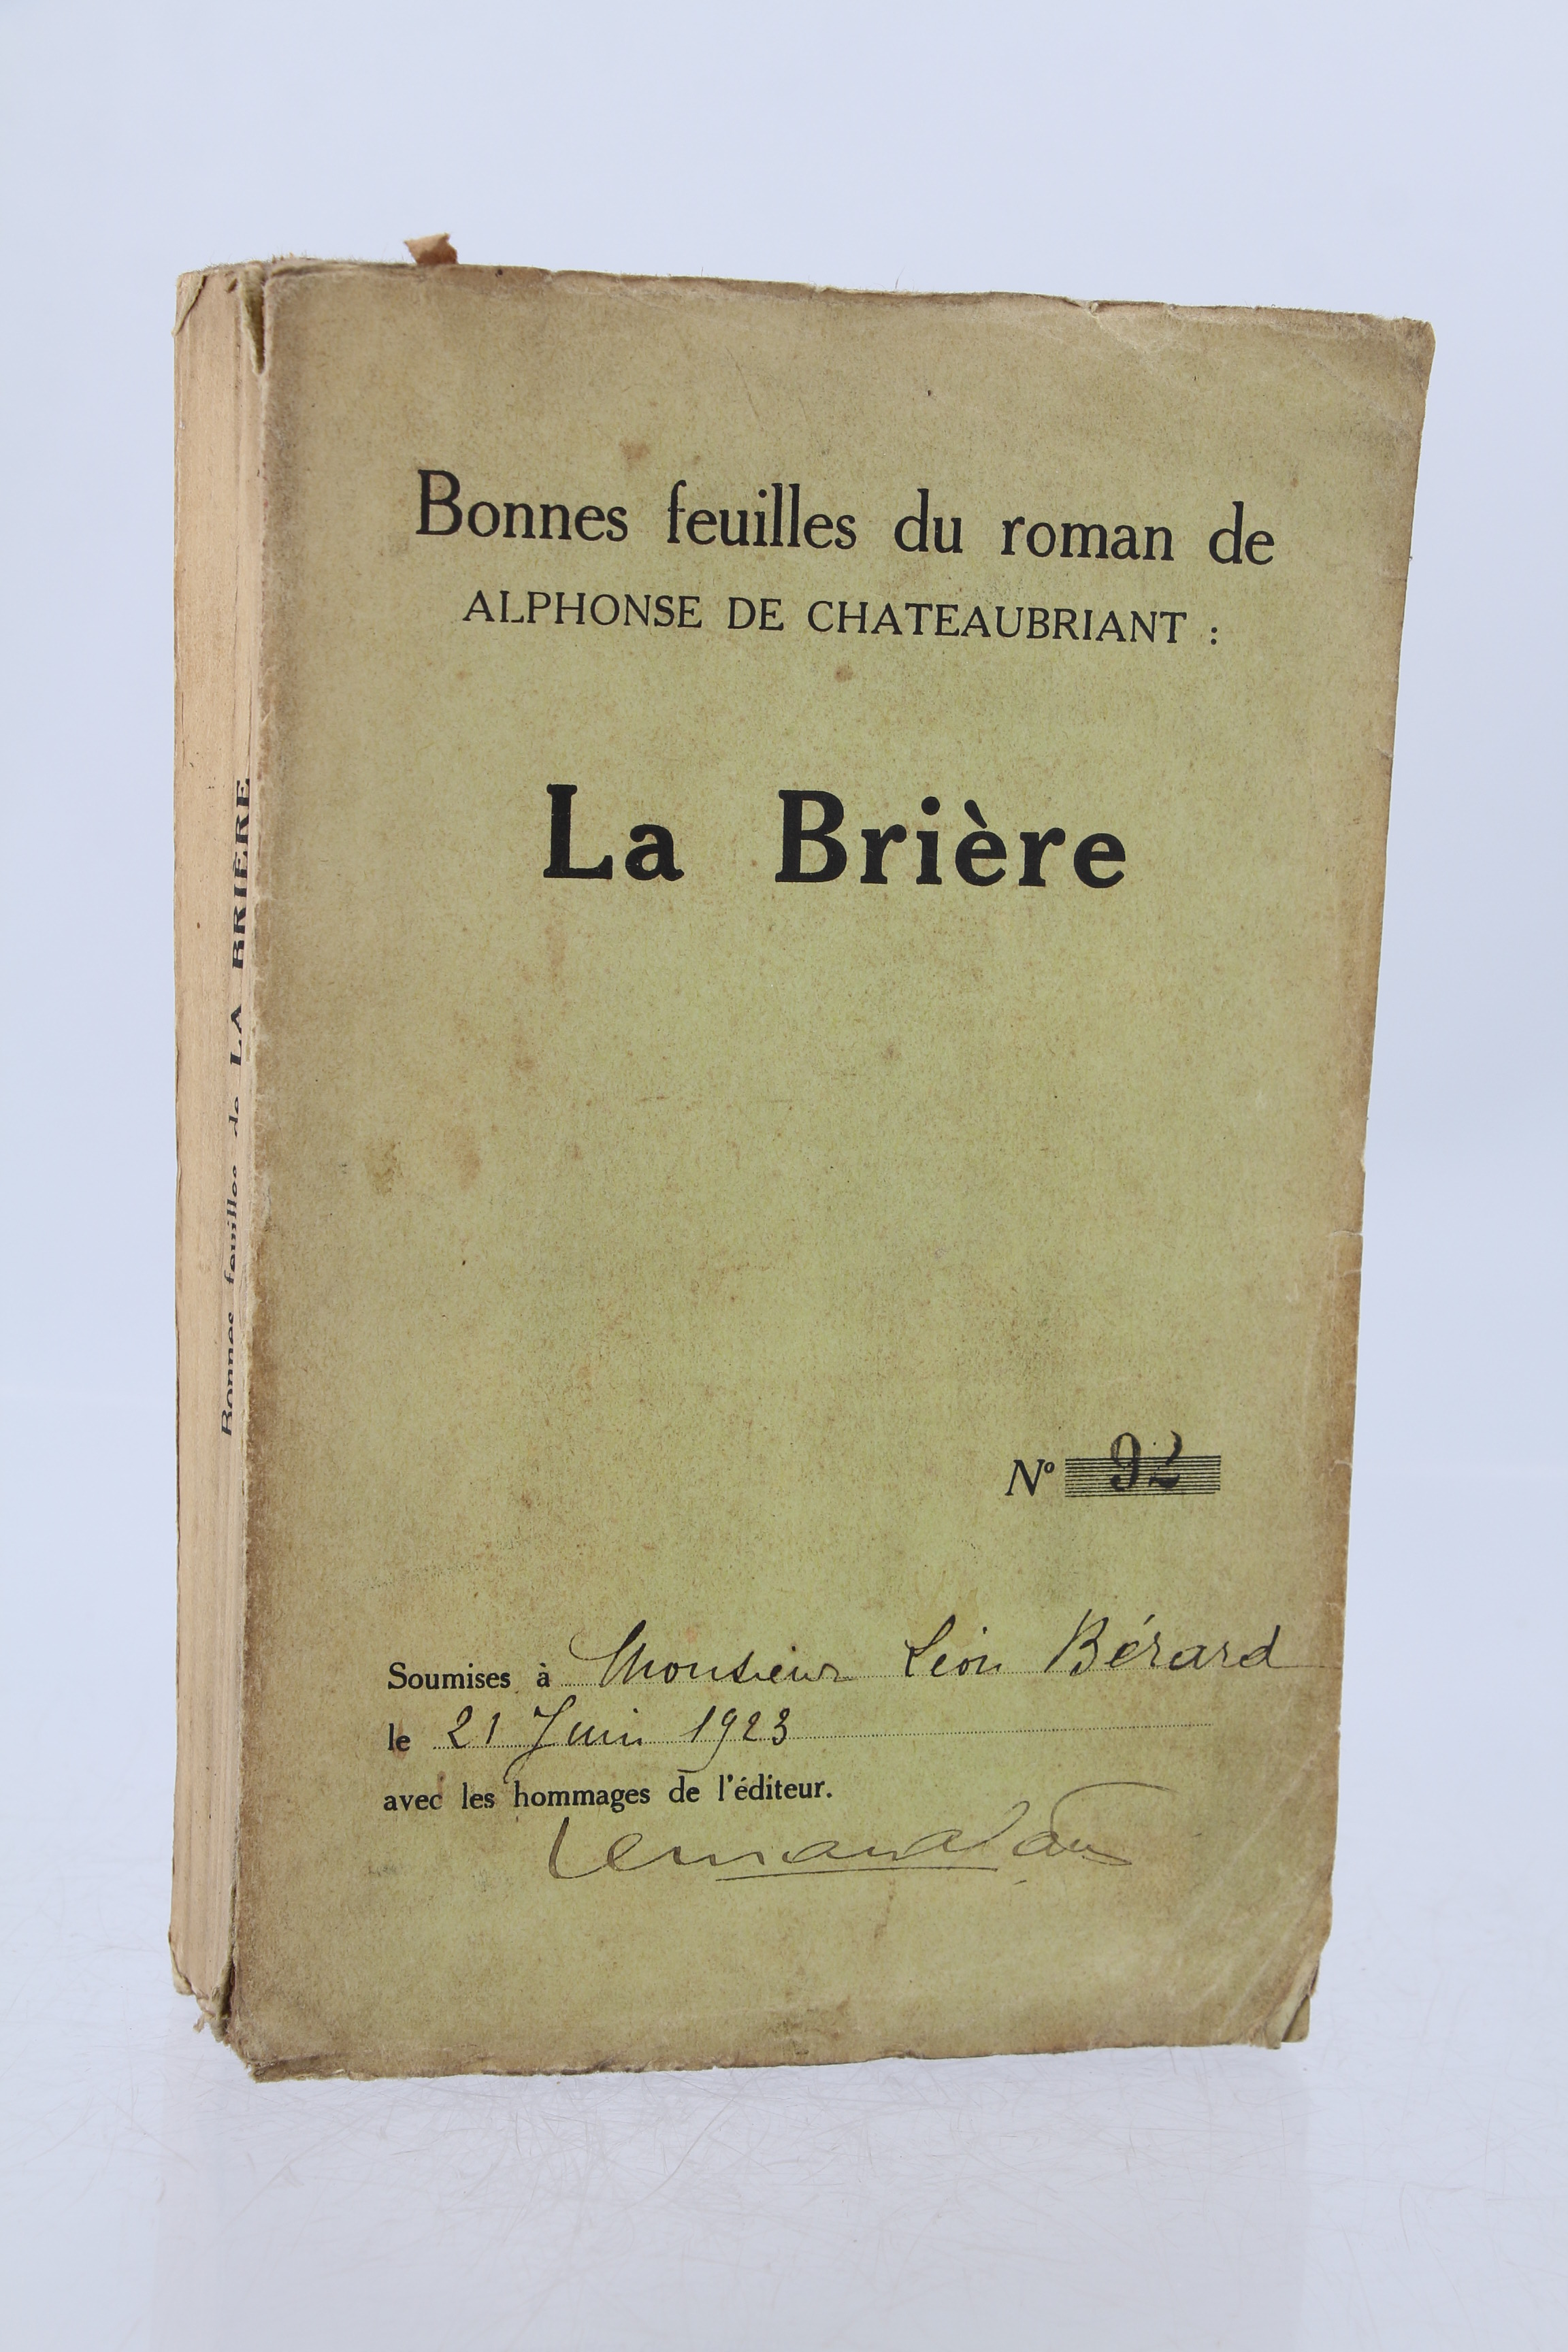 Bonnes feuilles du roman de
ALPHONSE DE CHATEAUBRIANT :
La Brière
N° 92
Soumises à Monsieur Léon Bérard
le 21 Juin 1923
avec les hommages de l'éditeur.
Bonnes feuilles de LA BRIÈRE